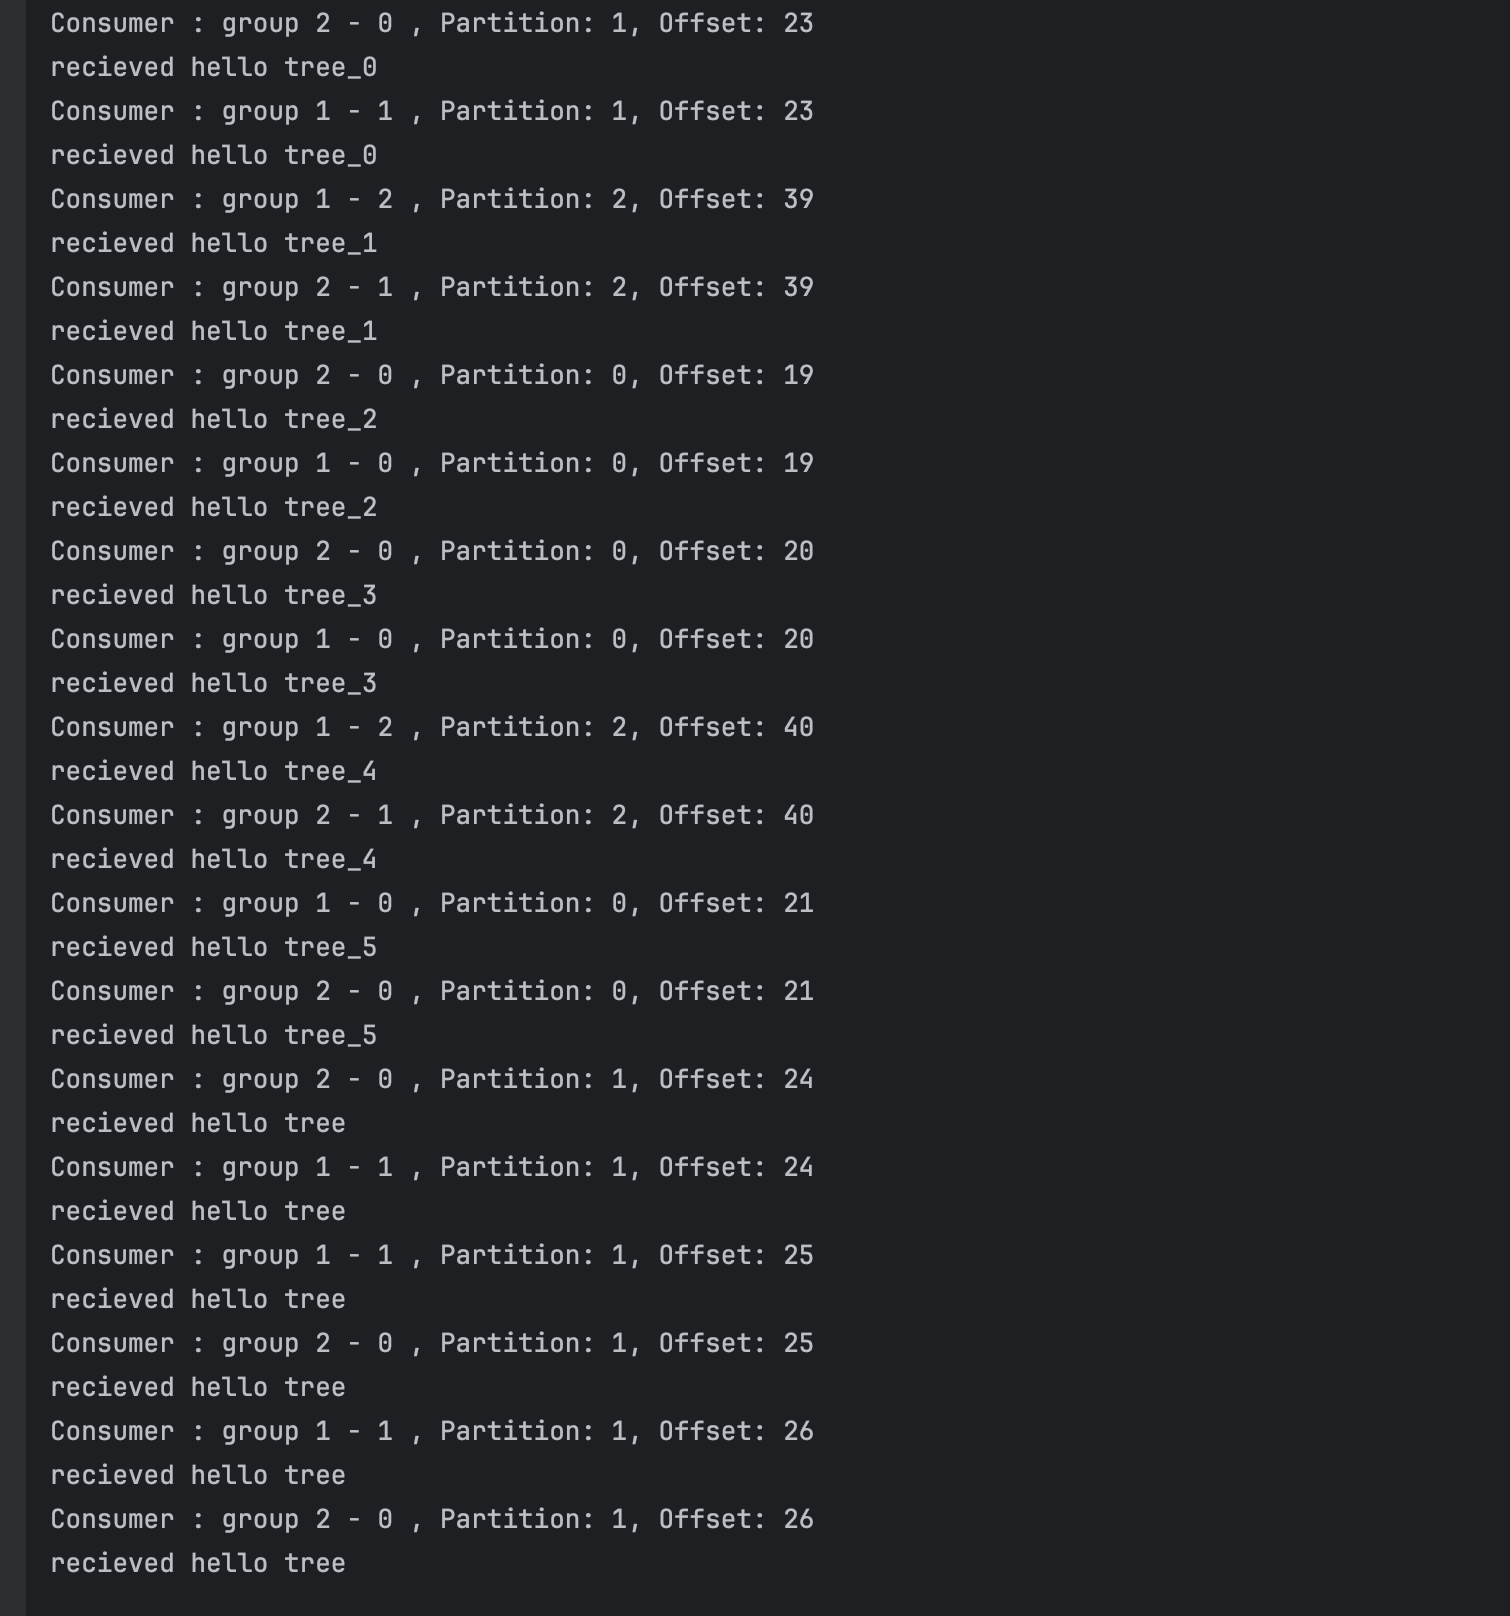 Consumer : group 2 - 0 , Partition: 1, Offset: 23
recieved hello tree_0
Consumer : group 1 - 1 , Partition: 1, Offset: 23
recieved hello tree_0
Consumer : group 1 - 2 , Partition: 2, Offset: 39
recieved hello tree_1
Consumer : group 2 - 1 , Partition: 2, Offset: 39
recieved hello tree_1
Consumer : group 2 - 0 , Partition: 0, Offset: 19
recieved hello tree_2
Consumer : group 1 - 0 , Partition: 0, Offset: 19
recieved hello tree_2
Consumer : group 2 - 0 , Partition: 0, Offset: 20
recieved hello tree_3
Consumer : group 1 - 0 , Partition: 0, Offset: 20
recieved hello tree_3
Consumer : group 1 - 2 , Partition: 2, Offset: 40
recieved hello tree_4
Consumer : group 2 - 1 , Partition: 2, Offset: 40
recieved hello tree_4
Consumer : group 1 - 0 , Partition: 0, Offset: 21
recieved hello tree_5
Consumer : group 2 - 0 , Partition: 0, Offset: 21
recieved hello tree_5
Consumer : group 2 - 0 , Partition: 1, Offset: 24
recieved hello tree
Consumer : group 1 - 1 , Partition: 1, Offset: 24
recieved hello tree
Consumer : group 1 - 1 , Partition: 1, Offset: 25
recieved hello tree
Consumer : group 2 - 0 , Partition: 1, Offset: 25
recieved hello tree
Consumer : group 1 - 1 , Partition: 1, Offset: 26
recieved hello tree
Consumer : group 2 - 0 , Partition: 1, Offset: 26
recieved hello tree